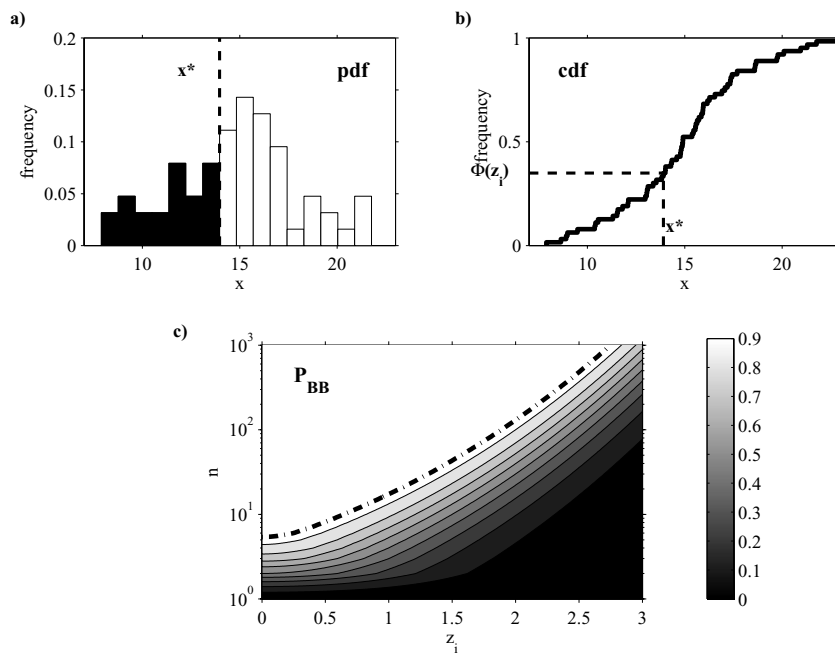 a)
0.2
0.15
0.1
0.05
0
frequency
x*
pdf
10
15
20
x
b)
1
0.5
0
frequency
Φ(z_i)
cdf
x*
10
15
20
x
c)
P_BB
10^3
10^2
10^1
10^0
n
0
0.5
1
1.5
2
2.5
3
z_i
0.9
0.8
0.7
0.6
0.5
0.4
0.3
0.2
0.1
0